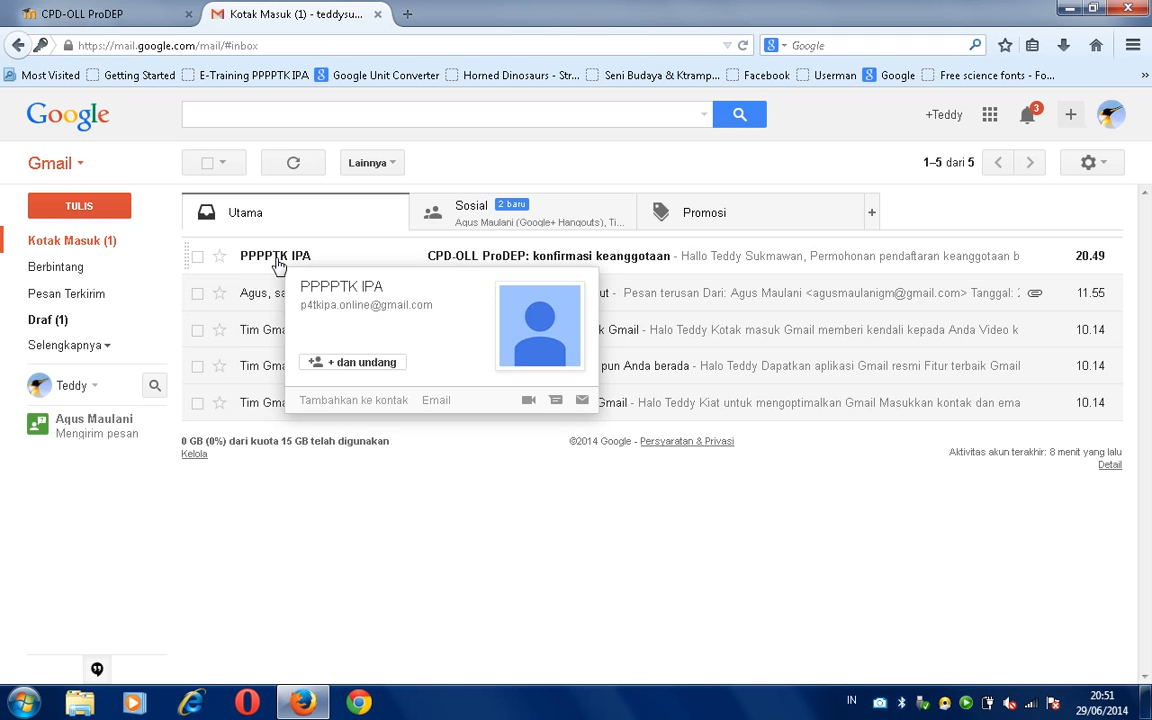 CPD-OLL ProDEP
Kotak Masuk (1) - teddysu...
https://mail.google.com/mail/#inbox
Google
Most Visited Getting Started E-Training PPPPTK IPA Google Unit Converter Horned Dinosaurs - Str... Seni Budaya & Ktramp... Facebook Userman Google Free science fonts - Fo...
Google
+Teddy
3
Gmail
Lainnya
1–5 dari 5
TULIS
Utama
Sosial 2 baru
Agus Maulani (Google+ Hangouts), Ti...
Promosi
Kotak Masuk (1)
Berbintang
Pesan Terkirim
Draf (1)
Selengkapnya
Teddy
Agus Maulani
Mengirim pesan
PPPPTK IPA CPD-OLL ProDEP: konfirmasi keanggotaan - Hallo Teddy Sukmawan, Permohonan pendaftaran keanggotaan b 20.49
Agus, sa ut - Pesan terusan Dari: Agus Maulani <agusmaulanigm@gmail.com> Tanggal: 2 11.55
Tim Gma k Gmail - Halo Teddy Kotak masuk Gmail memberi kendali kepada Anda Video k 10.14
Tim Gma pun Anda berada - Halo Teddy Dapatkan aplikasi Gmail resmi Fitur terbaik Gmail 10.14
Tim Gma Gmail - Halo Teddy Kiat untuk mengoptimalkan Gmail Masukkan kontak dan ema 10.14
PPPPTK IPA
p4tkipa.online@gmail.com
+ dan undang
Tambahkan ke kontak Email
0 GB (0%) dari kuota 15 GB telah digunakan
Kelola
©2014 Google - Persyaratan & Privasi
Aktivitas akun terakhir: 8 menit yang lalu
Detail
IN
20:51
29/06/2014